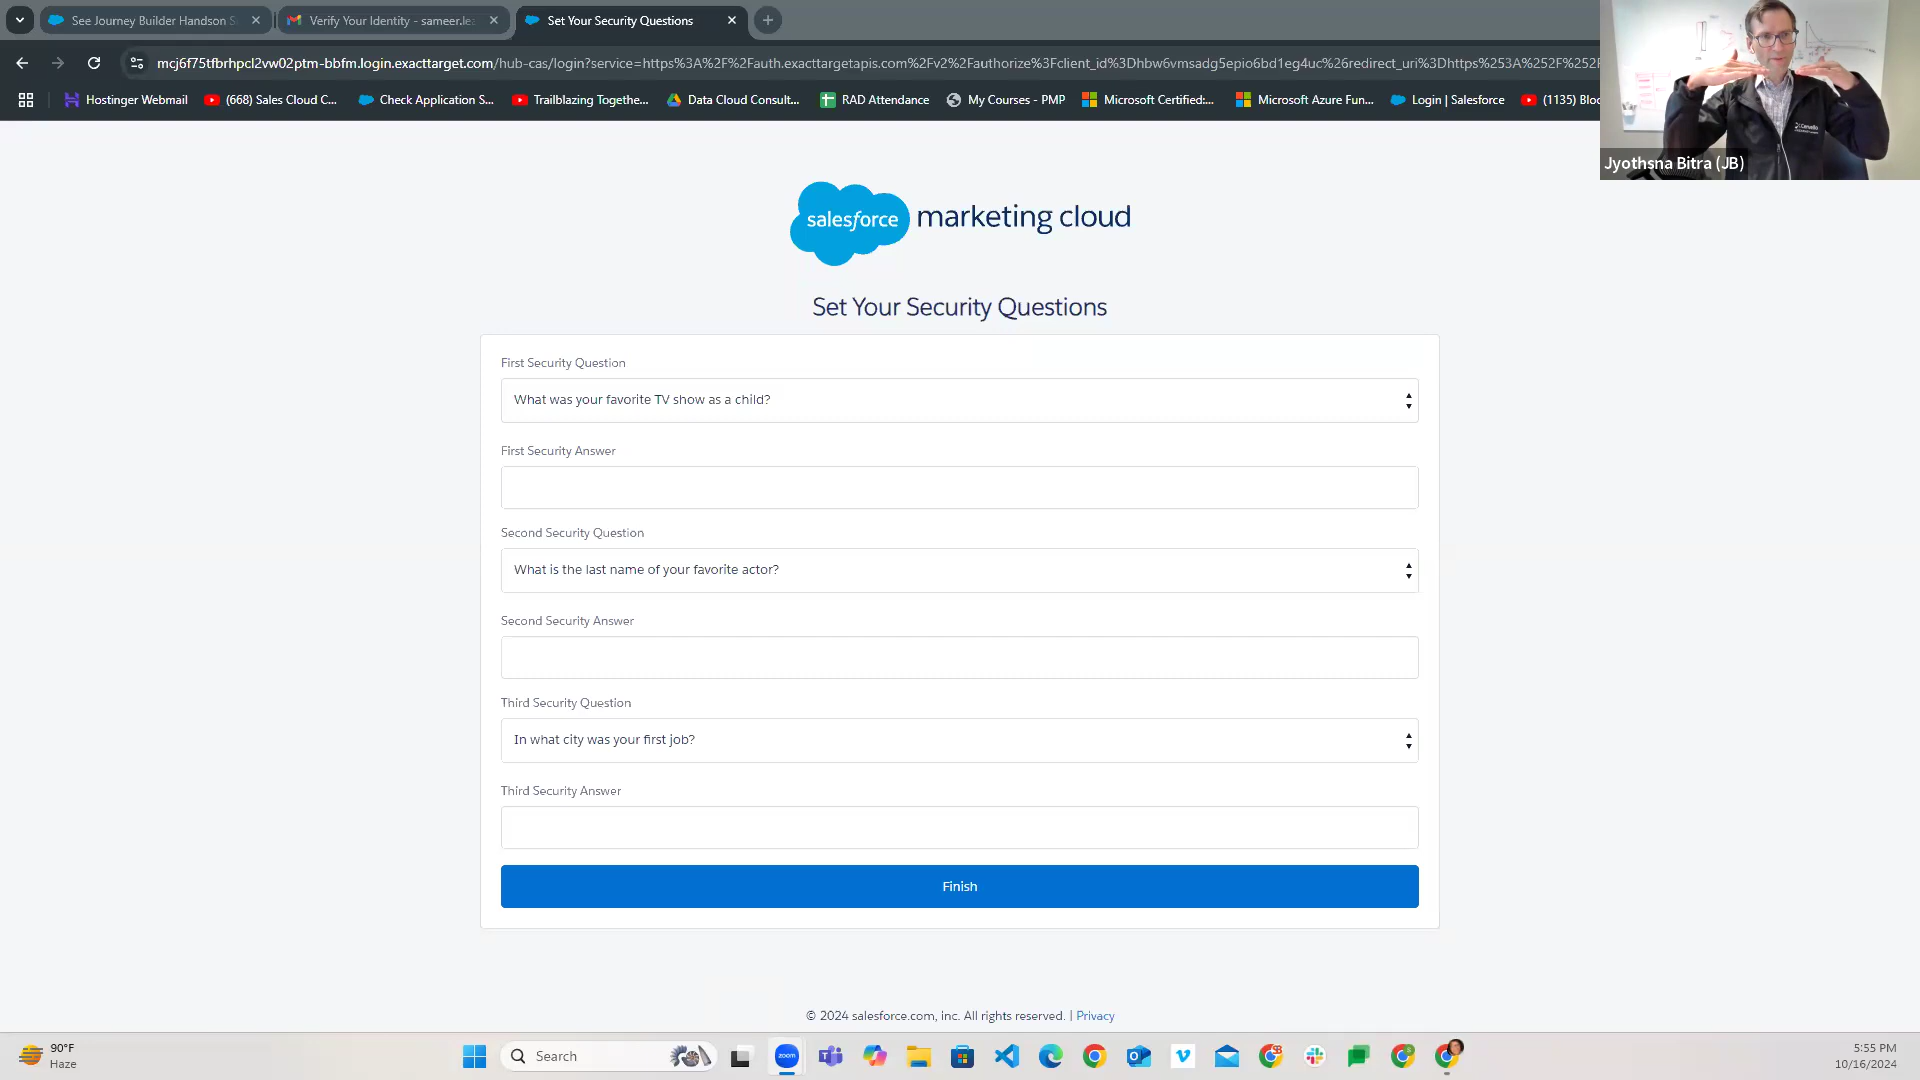 See Journey Builder Handson S
Verify Your Identity - sameer.lez
Set Your Security Questions
mcj6f75tfbrhpcl2vw02ptm-bbfm.login.exacttarget.com/hub-cas/login?service=https%3A%2F%2Fauth.exacttargetapis.com%2Fv2%2Fauthorize%3Fclient_id%3Dhbw6vmsadg5epio6bd1eg4uc%26redirect_uri%3Dhttps%253A%252F%252F
Hostinger Webmail
(668) Sales Cloud C...
Check Application S...
Trailblazing Togethe...
Data Cloud Consult...
RAD Attendance
My Courses - PMP
Microsoft Certified:...
Microsoft Azure Fun...
Login | Salesforce
(1135) Bloc
Cervello
Jyothsna Bitra (JB)
salesforce marketing cloud
Set Your Security Questions
First Security Question
What was your favorite TV show as a child?
First Security Answer
Second Security Question
What is the last name of your favorite actor?
Second Security Answer
Third Security Question
In what city was your first job?
Third Security Answer
Finish
© 2024 salesforce.com, inc. All rights reserved. | Privacy
90°F
Haze
Search
zoom
5:55 PM
10/16/2024